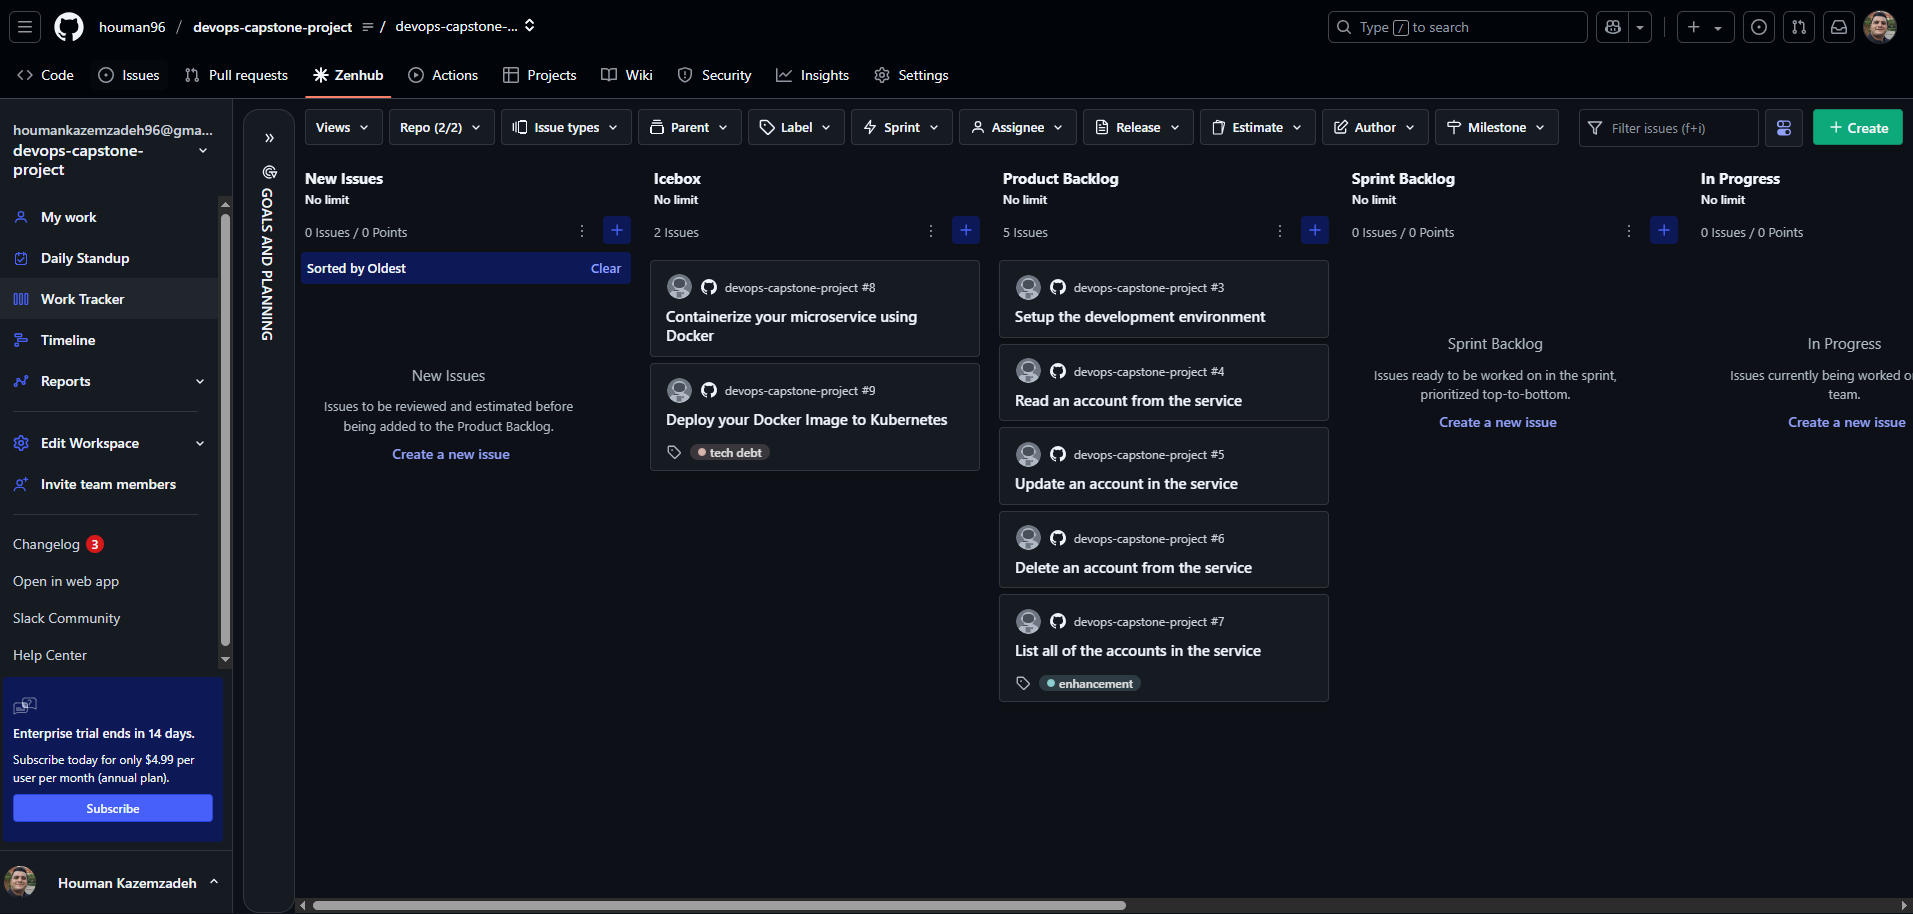 houman96 / devops-capstone-project / devops-capstone-...
Type / to search
Code
Issues
Pull requests
Zenhub
Actions
Projects
Wiki
Security
Insights
Settings
houmankazemzadeh96@gma...
devops-capstone-
project
My work
Daily Standup
Work Tracker
Timeline
Reports
Edit Workspace
Invite team members
Changelog 3
Open in web app
Slack Community
Help Center
Enterprise trial ends in 14 days.
Subscribe today for only $4.99 per
user per month (annual plan).
Subscribe
Houman Kazemzadeh
GOALS AND PLANNING
Views
Repo (2/2)
Issue types
Parent
Label
Sprint
Assignee
Release
Estimate
Author
Milestone
Filter issues (f+i)
+ Create
New Issues
No limit
0 Issues / 0 Points
Sorted by Oldest
Clear
New Issues
Issues to be reviewed and estimated before
being added to the Product Backlog.
Create a new issue
Icebox
No limit
2 Issues
devops-capstone-project #8
Containerize your microservice using
Docker
devops-capstone-project #9
Deploy your Docker Image to Kubernetes
tech debt
Product Backlog
No limit
5 Issues
devops-capstone-project #3
Setup the development environment
devops-capstone-project #4
Read an account from the service
devops-capstone-project #5
Update an account in the service
devops-capstone-project #6
Delete an account from the service
devops-capstone-project #7
List all of the accounts in the service
enhancement
Sprint Backlog
No limit
0 Issues / 0 Points
Sprint Backlog
Issues ready to be worked on in the sprint,
prioritized top-to-bottom.
Create a new issue
In Progress
No limit
0 Issues / 0 Points
In Progress
Issues currently being worked o
team.
Create a new issue